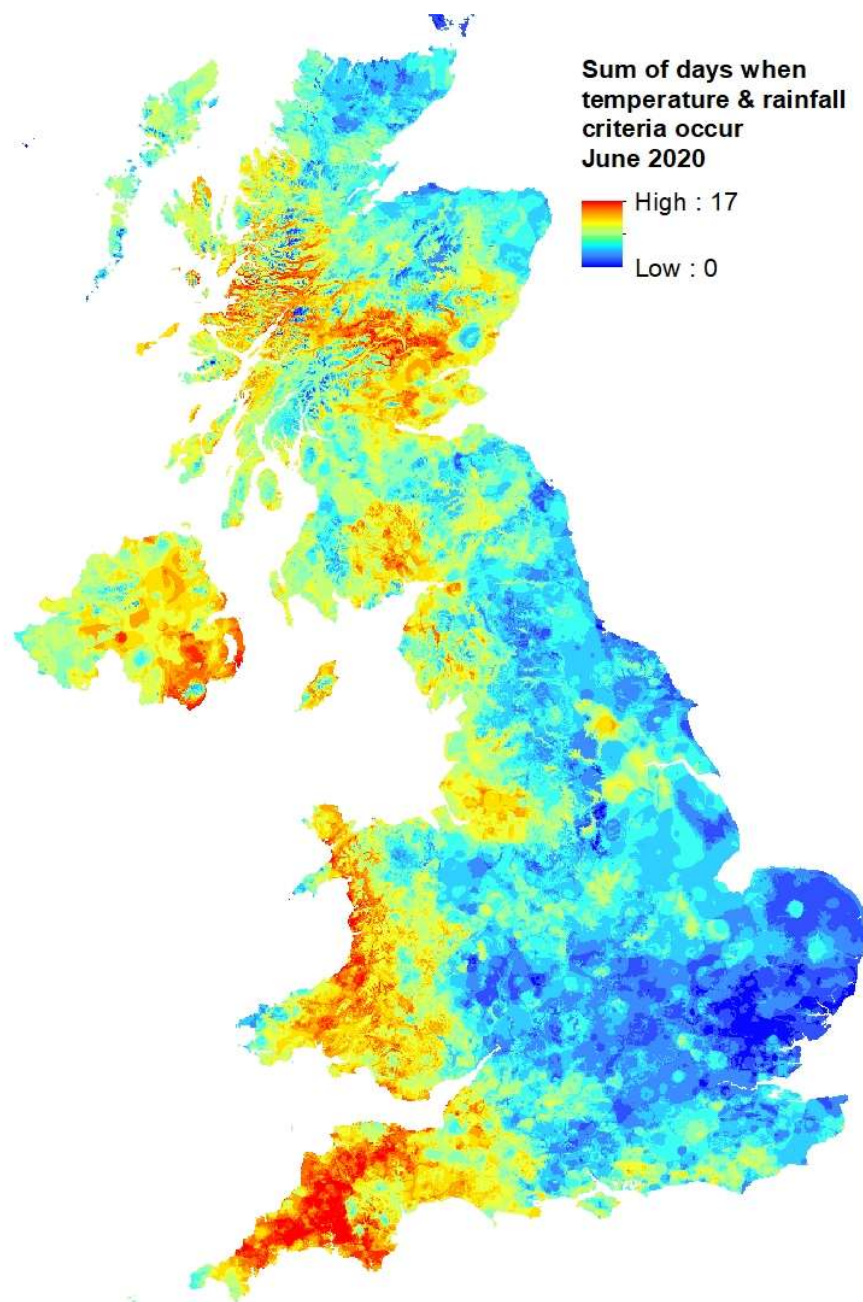 Sum of days when
temperature & rainfall
criteria occur
June 2020
High : 17
Low : 0